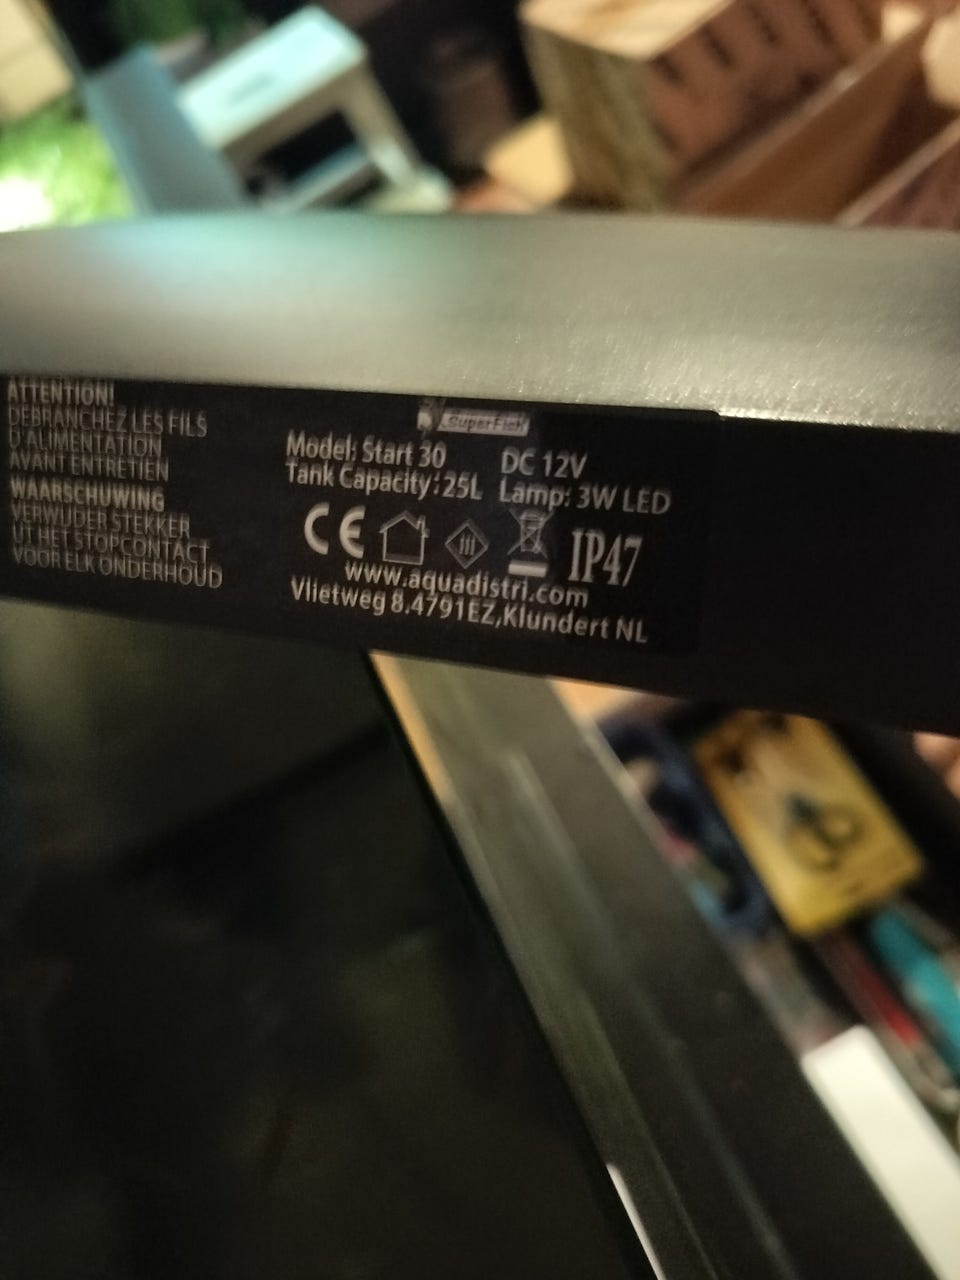 ATTENTION!
DEBRANCHEZ LES FILS
D'ALIMENTATION
AVANT ENTRETIEN
WAARSCHUWING
VERWIJDER STEKKER
UIT HET STOPCONTACT
VOOR ELK ONDERHOUD
SuperFish
Model: Start 30 DC 12V
Tank Capacity: 25L Lamp: 3W LED
CE III IP47
www.aquadistri.com
Vlietweg 8,4791EZ,Klundert NL